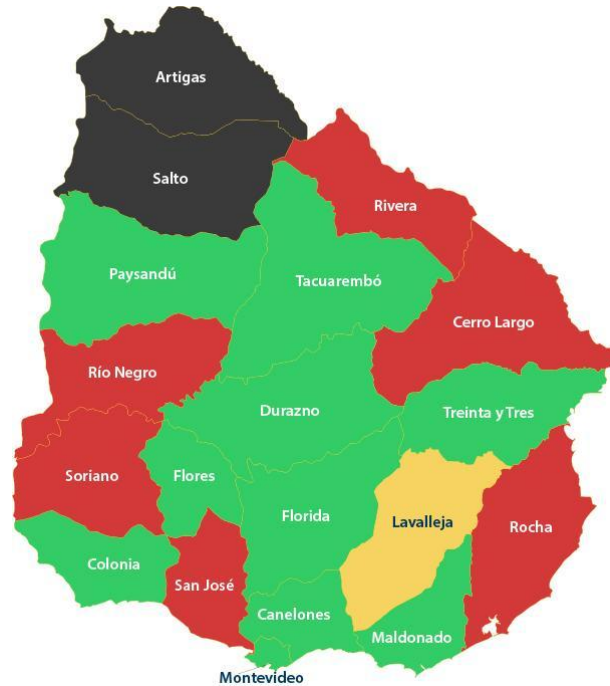 Artigas
Salto
Rivera
Paysandú
Tacuarembó
Cerro Largo
Río Negro
Durazno
Treinta y Tres
Soriano
Flores
Florida
Lavalleja
Rocha
Colonia
San José
Canelones
Maldonado
Montevideo